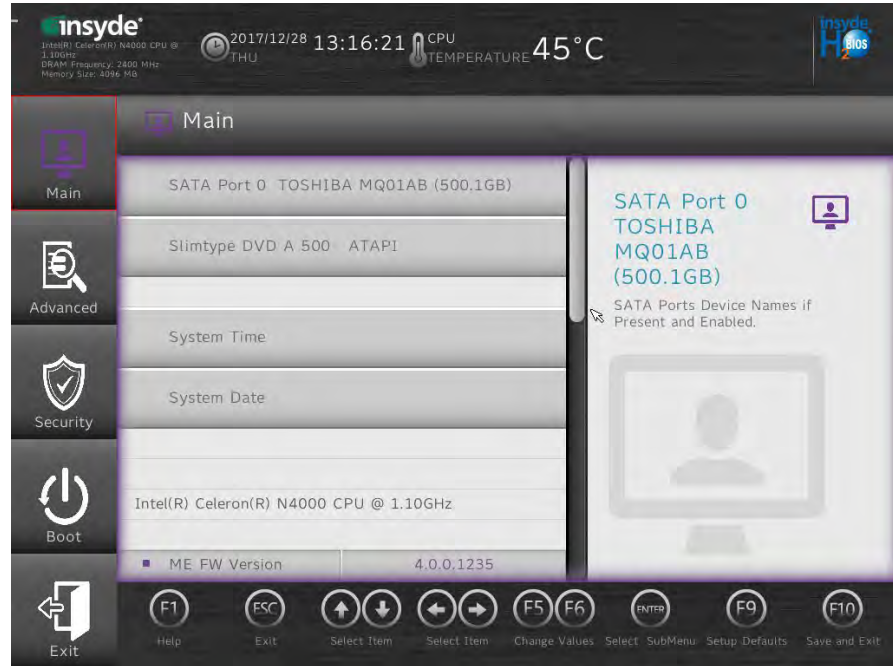 insyde®
Intel(R) Celeron(R) N4000 CPU @
1.10GHz
DRAM Frequency: 2400 MHz
Memory Size: 4096 MB
2017/12/28
THU
13:16:21
CPU
TEMPERATURE
45°C
insyde
H2O
BIOS
Main
Advanced
Security
Boot
Exit
Main
SATA Port 0 TOSHIBA MQ01AB (500.1GB)
Slimtype DVD A 500 ATAPI
System Time
System Date
Intel(R) Celeron(R) N4000 CPU @ 1.10GHz
ME FW Version 4.0.0.1235
SATA Port 0
TOSHIBA
MQ01AB
(500.1GB)
SATA Ports Device Names if
Present and Enabled.
F1
Help
ESC
Exit
Select Item
Select Item
F5 F6
Change Values
ENTER
Select SubMenu
F9
Setup Defaults
F10
Save and Exit